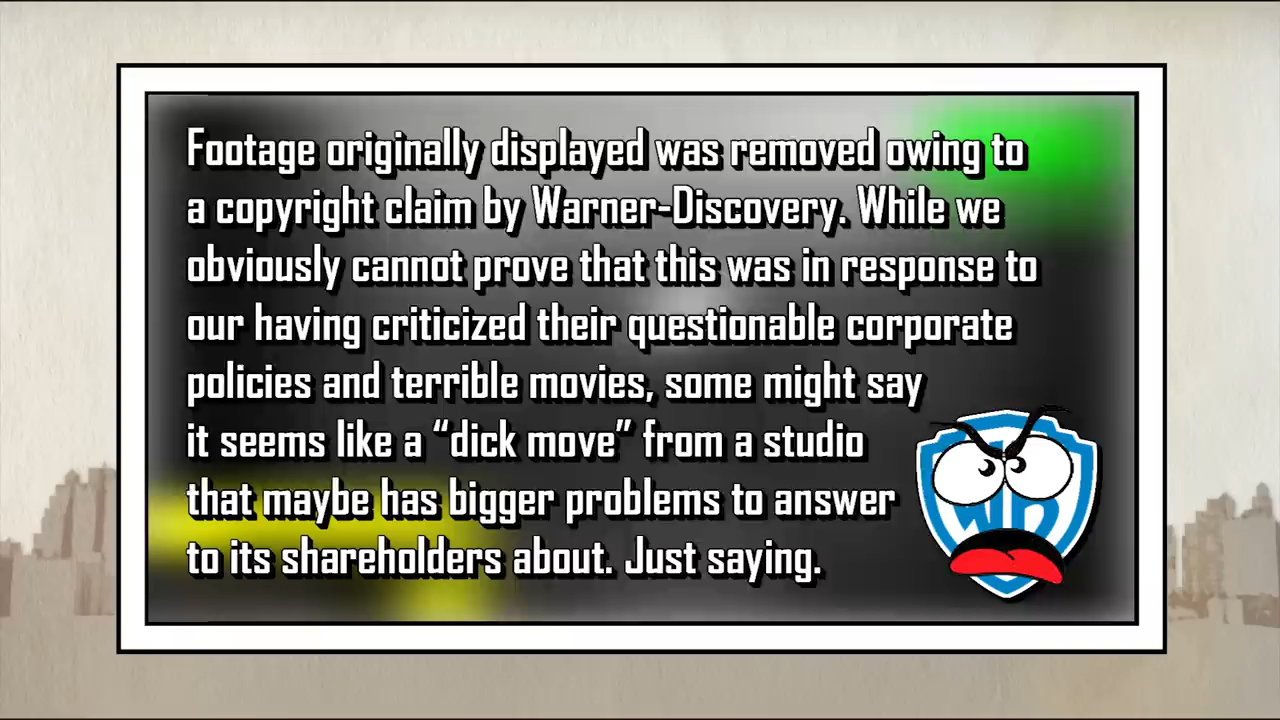 Footage originally displayed was removed owing to
a copyright claim by Warner-Discovery. While we
obviously cannot prove that this was in response to
our having criticized their questionable corporate
policies and terrible movies, some might say
it seems like a “dick move” from a studio
that maybe has bigger problems to answer
to its shareholders about. Just saying.